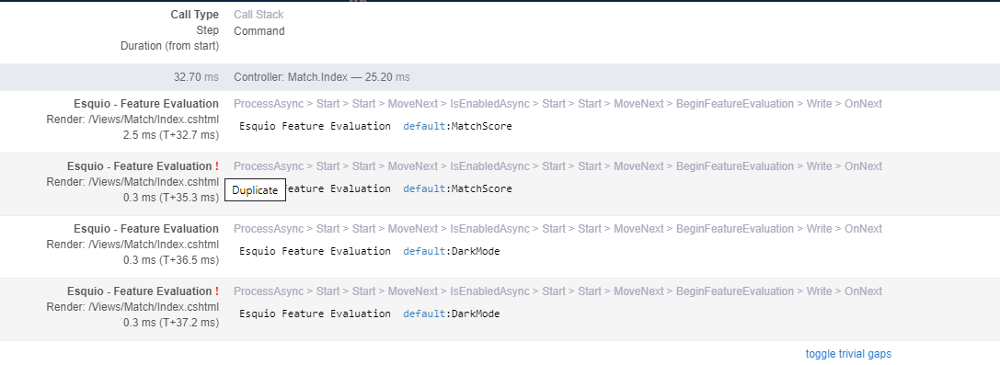 Call Type Call Stack
Step Command
Duration (from start)
32.70 ms Controller: Match.Index — 25.20 ms
Esquio - Feature Evaluation ProcessAsync > Start > Start > MoveNext > IsEnabledAsync > Start > Start > MoveNext > BeginFeatureEvaluation > Write > OnNext
Render: /Views/Match/Index.cshtml Esquio Feature Evaluation default:MatchScore
2.5 ms (T+32.7 ms)
Esquio - Feature Evaluation ! ProcessAsync > Start > Start > MoveNext > IsEnabledAsync > Start > Start > MoveNext > BeginFeatureEvaluation > Write > OnNext
Render: /Views/Match/Index.cshtml Duplicate Feature Evaluation default:MatchScore
0.3 ms (T+35.3 ms)
Esquio - Feature Evaluation ProcessAsync > Start > Start > MoveNext > IsEnabledAsync > Start > Start > MoveNext > BeginFeatureEvaluation > Write > OnNext
Render: /Views/Match/Index.cshtml Esquio Feature Evaluation default:DarkMode
0.3 ms (T+36.5 ms)
Esquio - Feature Evaluation ! ProcessAsync > Start > Start > MoveNext > IsEnabledAsync > Start > Start > MoveNext > BeginFeatureEvaluation > Write > OnNext
Render: /Views/Match/Index.cshtml Esquio Feature Evaluation default:DarkMode
0.3 ms (T+37.2 ms)
toggle trivial gaps